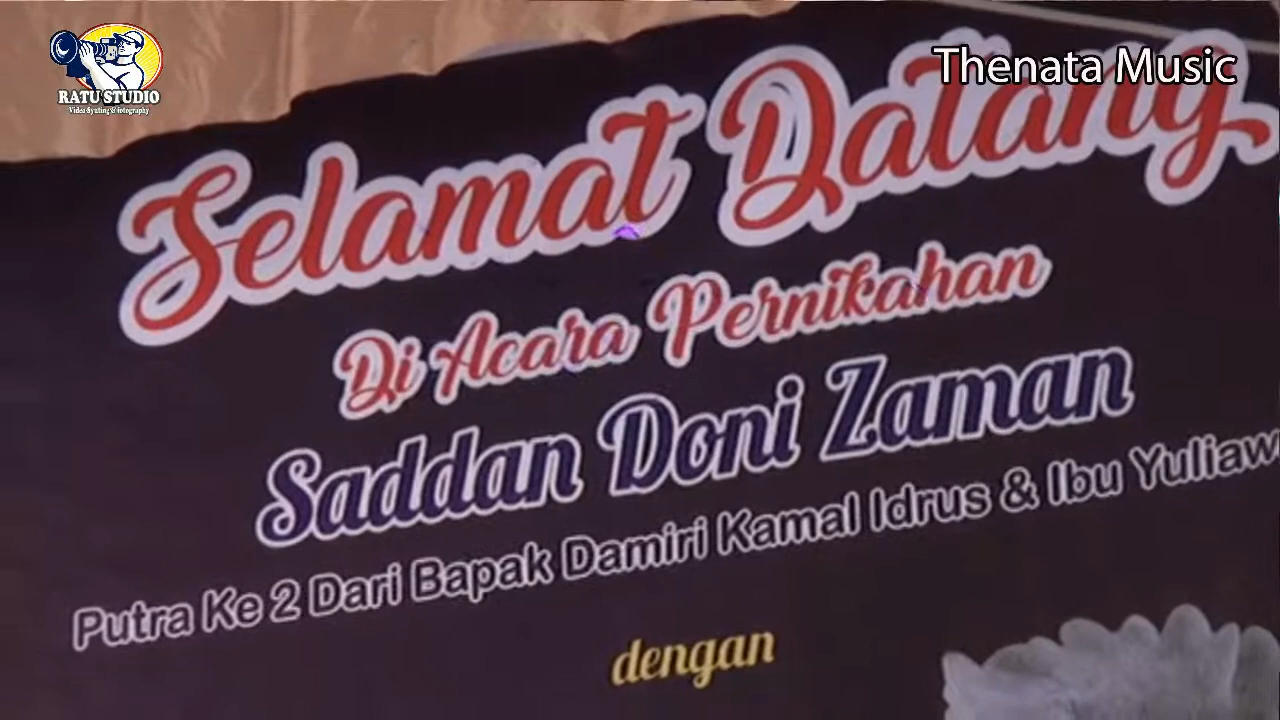 RATU STUDIO
Thenata Music
Selamat Datang
Di Acara Pernikahan
Saddan Doni Zaman
Putra Ke 2 Dari Bapak Damiri Kamal Idrus & Ibu
dengan